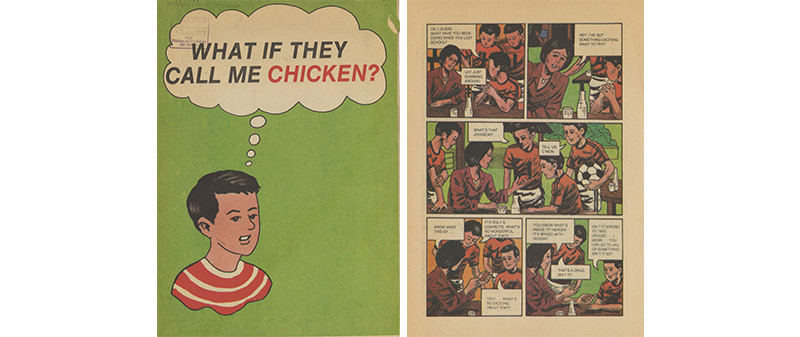 WHAT IF THEY
CALL ME CHICKEN?
OK, I GUESS.
WHAT HAVE YOU BEEN
DOING SINCE YOU LEFT
SCHOOL?
UH? JUST
BUMMING
AROUND.
HEY, I'VE GOT
SOMETHING EXCITING.
WANT TO TRY?
WHAT'S THAT
JOHNSON?
TELL US,
C'MON.
KNOW WHAT
THIS IS?
IT'S ONLY A
CIGARETTE. WHAT'S
SO WONDERFUL
ABOUT THAT?
YEH! WHAT'S
SO EXCITING
ABOUT THAT?
YOU KNOW WHAT'S
INSIDE IT? HEROIN!
IT'S SPIKED WITH
HEROIN!
THAT'S A DRUG
ISN'T IT?
ISN'T IT WRONG
TO TAKE
DRUGS? I
MEAN YOU
CAN GO TO JAIL
OR SOMETHING
ISN'T IT SO?